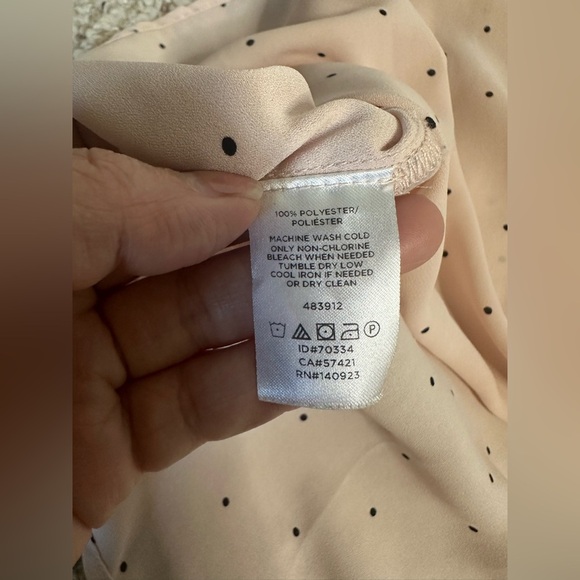 100% POLYESTER/
POLIÉSTER
MACHINE WASH COLD
ONLY NON-CHLORINE
BLEACH WHEN NEEDED
TUMBLE DRY LOW
COOL IRON IF NEEDED
OR DRY CLEAN
483912
P
ID#70334
CA#57421
RN#140923